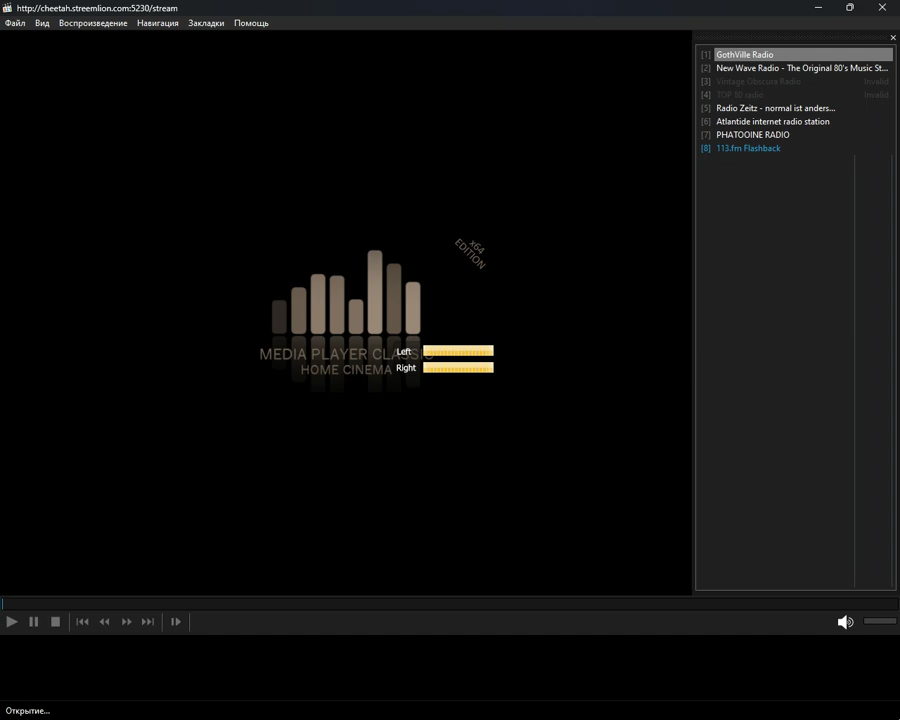 http://cheetah.streemlion.com:5230/stream
Файл Вид Воспроизведение Навигация Закладки Помощь
[1] GothVille Radio
[2] New Wave Radio - The Original 80's Music St...
[3] Vintage Obscura Radio Invalid
[4] TOP 80 radio Invalid
[5] Radio Zeitz - normal ist anders...
[6] Atlantide internet radio station
[7] PHATOOINE RADIO
[8] 113.fm Flashback
x64
EDITION
MEDIA PLAYER CLASSIC
HOME CINEMA
Left
Right
Открытие...